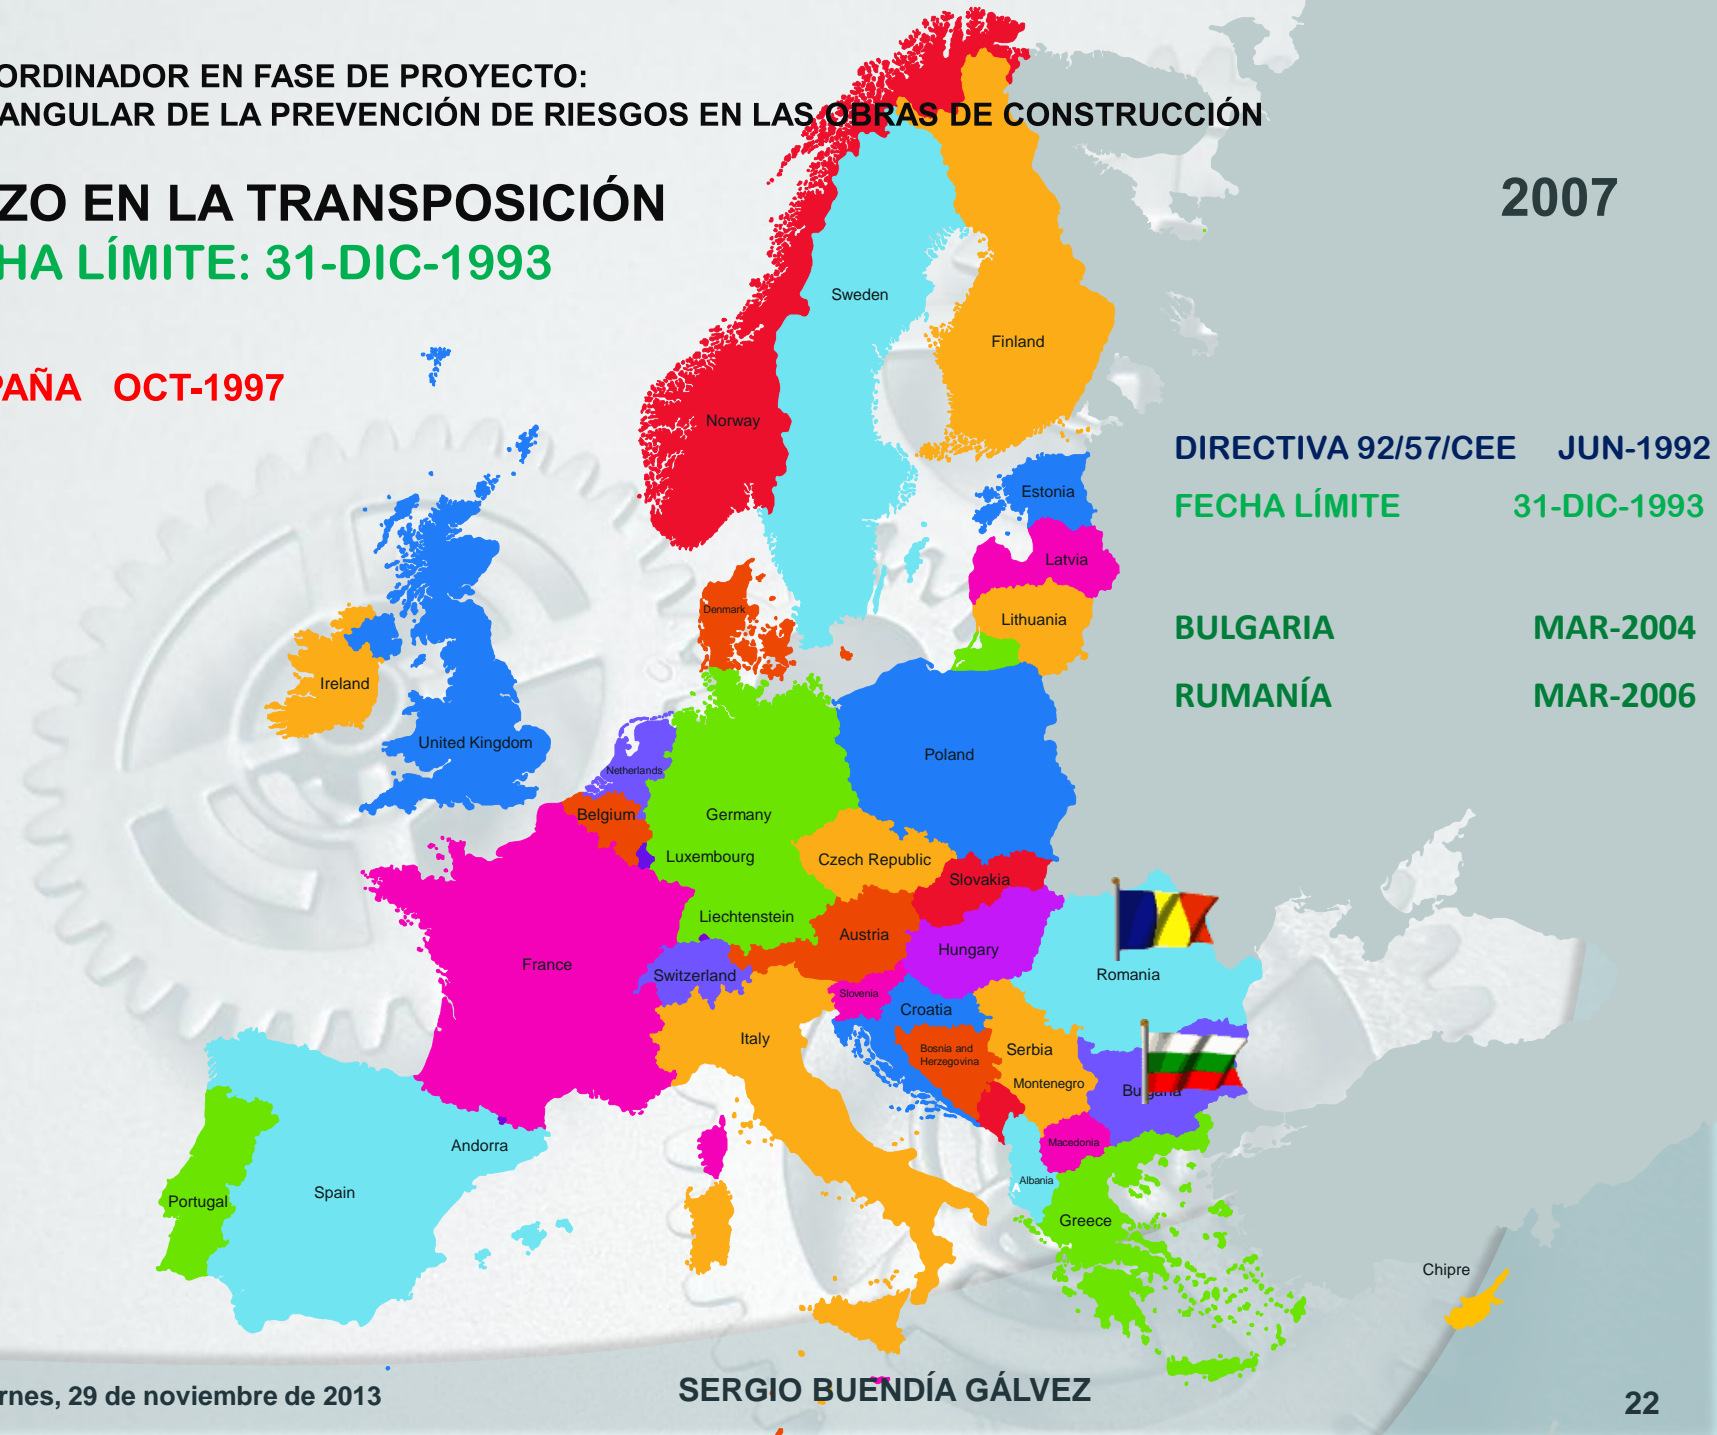 ORDINADOR EN FASE DE PROYECTO:
ANGULAR DE LA PREVENCIÓN DE RIESGOS EN LAS OBRAS DE CONSTRUCCIÓN
ZO EN LA TRANSPOSICIÓN
HA LÍMITE: 31-DIC-1993
2007
PAÑA OCT-1997
DIRECTIVA 92/57/CEE JUN-1992
FECHA LÍMITE 31-DIC-1993
BULGARIA MAR-2004
RUMANÍA MAR-2006
Sweden
Finland
Norway
Estonia
Latvia
Denmark
Lithuania
Ireland
United Kingdom
Poland
Netherlands
Belgium
Germany
Luxembourg
Czech Republic
Slovakia
Liechtenstein
Austria
Hungary
France
Switzerland
Romania
Slovenia
Croatia
Italy
Bosnia and
Herzegovina
Serbia
Montenegro
Bulgaria
Andorra
Macedonia
Albania
Spain
Portugal
Greece
Chipre
rnes, 29 de noviembre de 2013
SERGIO BUENDÍA GÁLVEZ
22